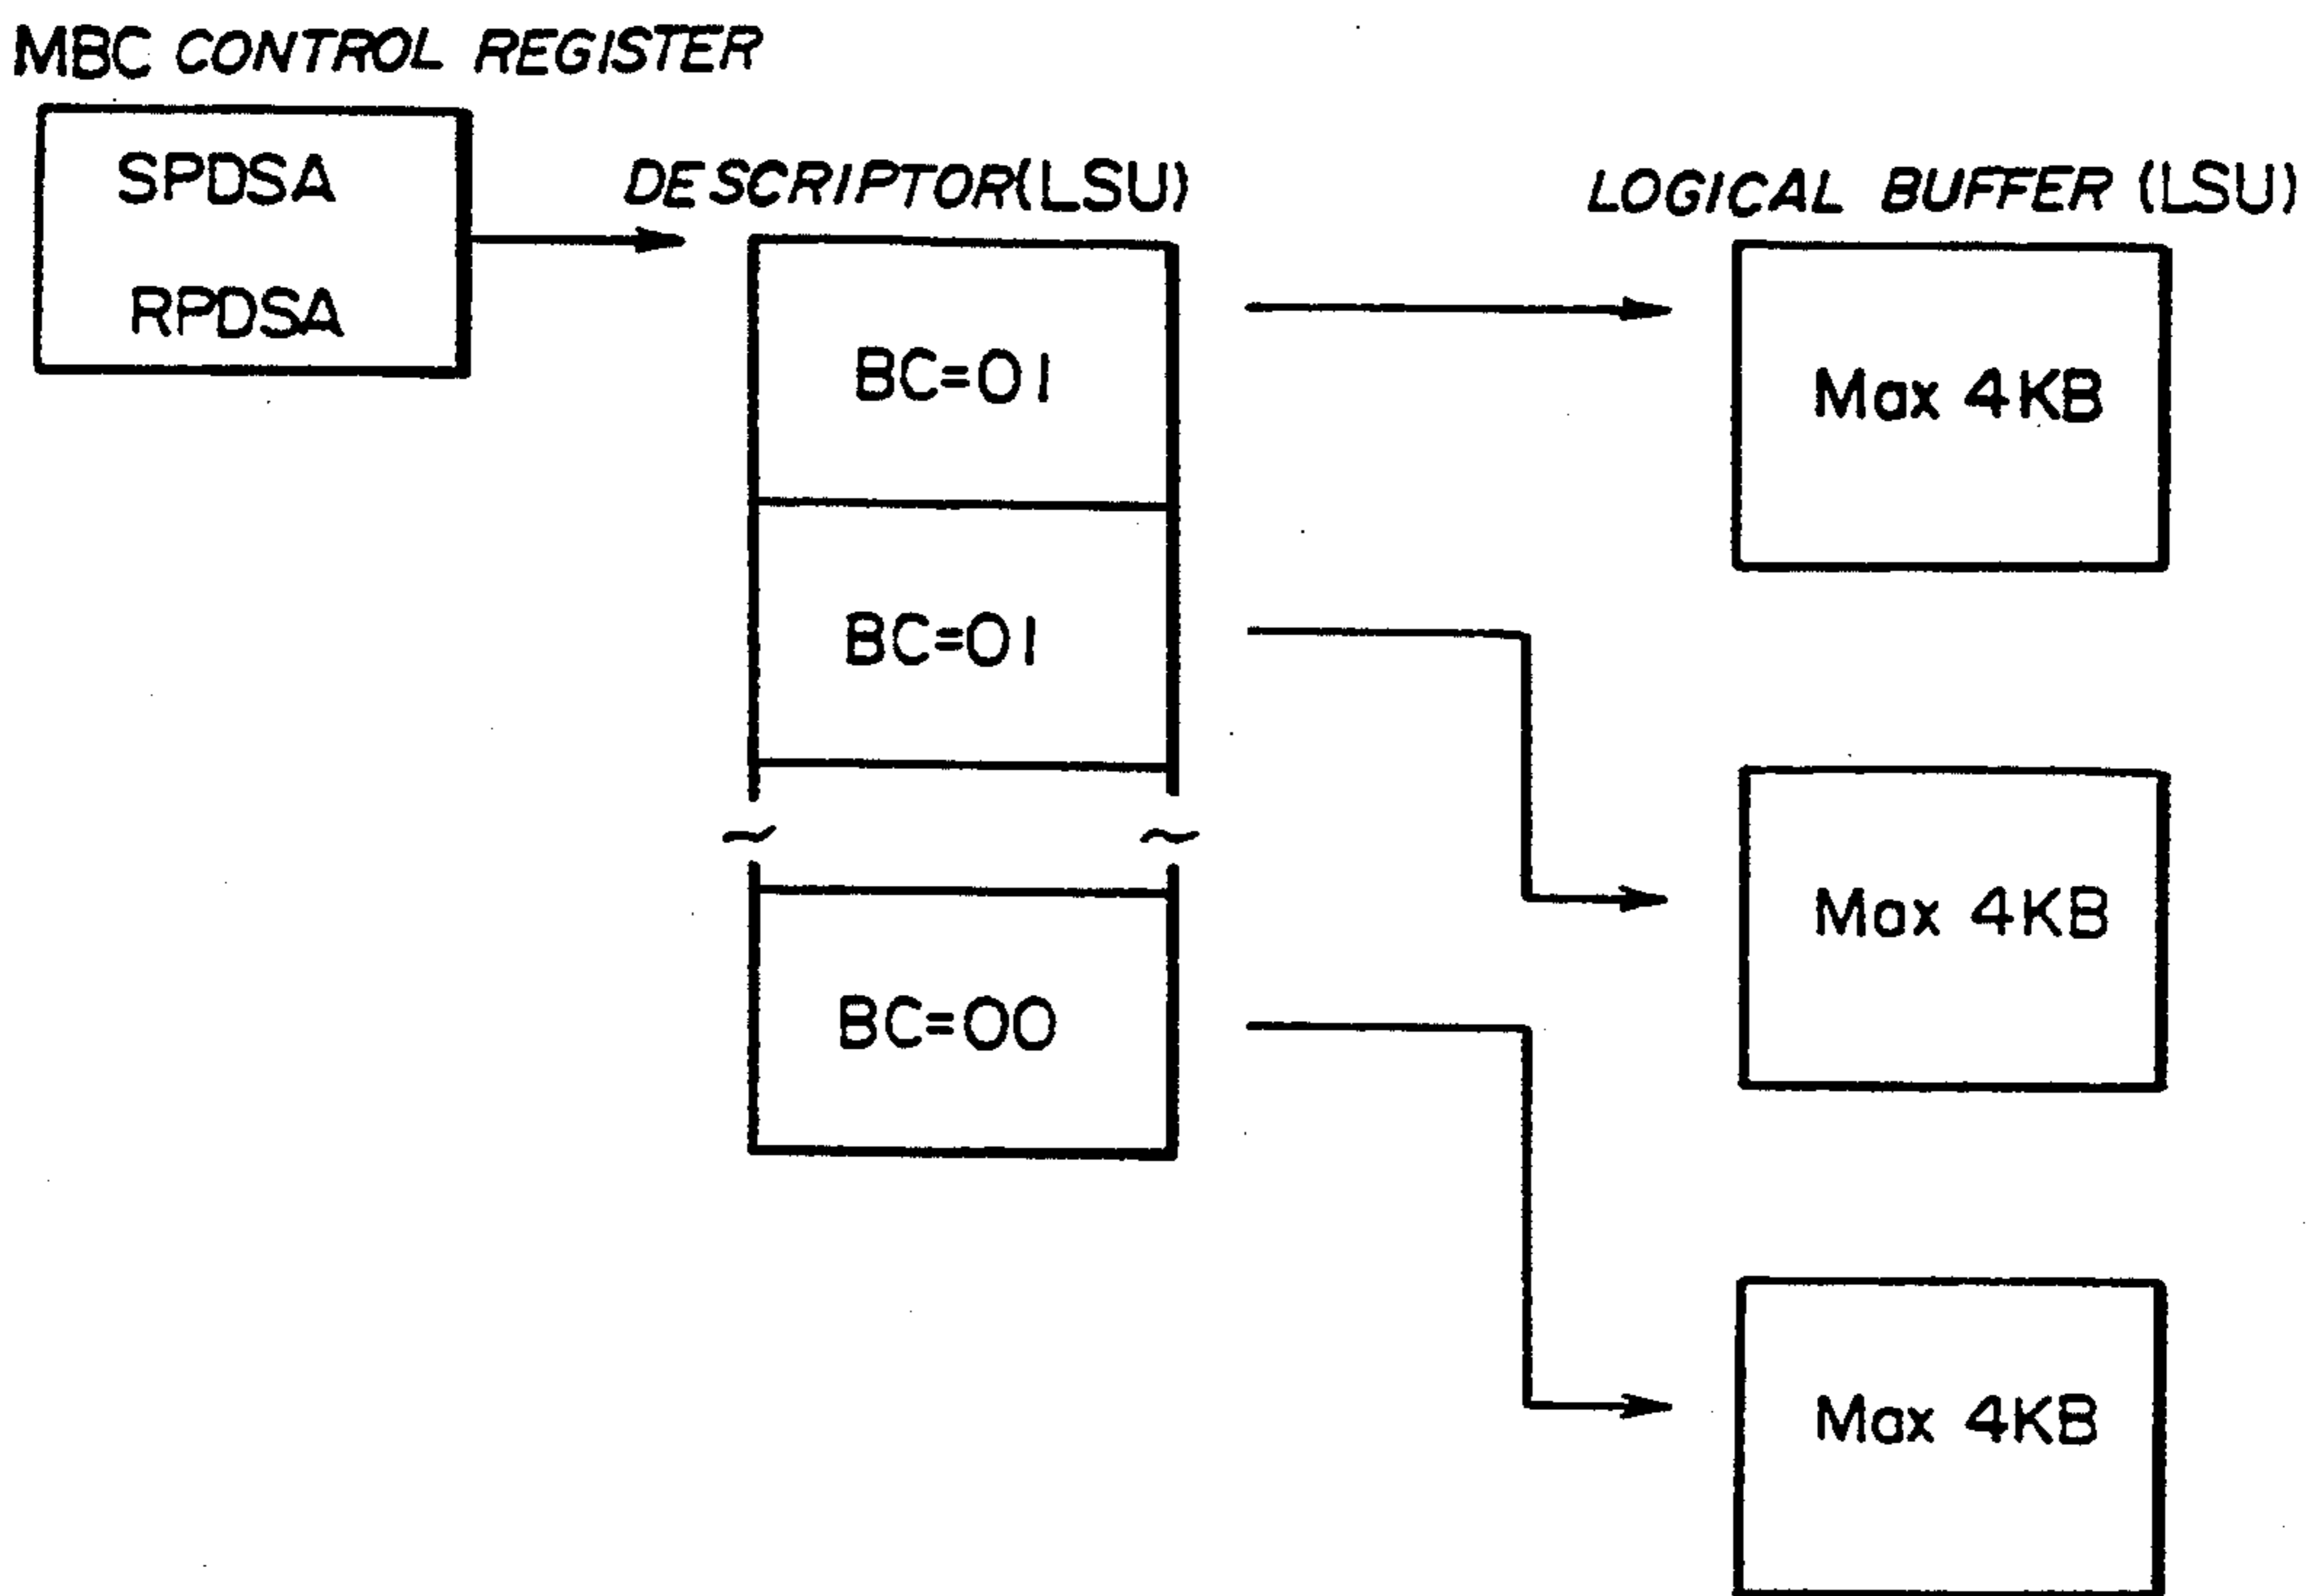 MBC CONTROL REGISTER
SPDSA
RPDSA
DESCRIPTOR(LSU)
BC=01
BC=01
~ ~
BC=00
LOGICAL BUFFER (LSU)
Max 4KB
Max 4KB
Max 4KB